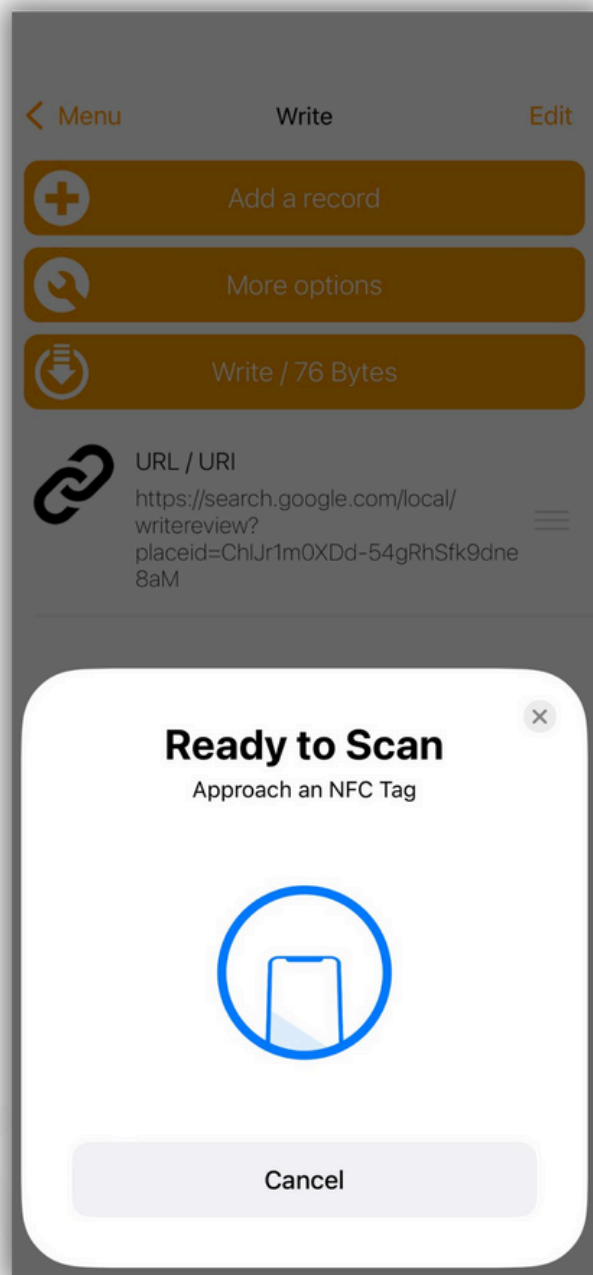 Menu
Write
Edit
Add a record
More options
Write / 76 Bytes
URL / URI
https://search.google.com/local/
writereview?
placeid=ChIJr1m0XDd-54gRhSfk9dne
8aM
Ready to Scan
Approach an NFC Tag
Cancel